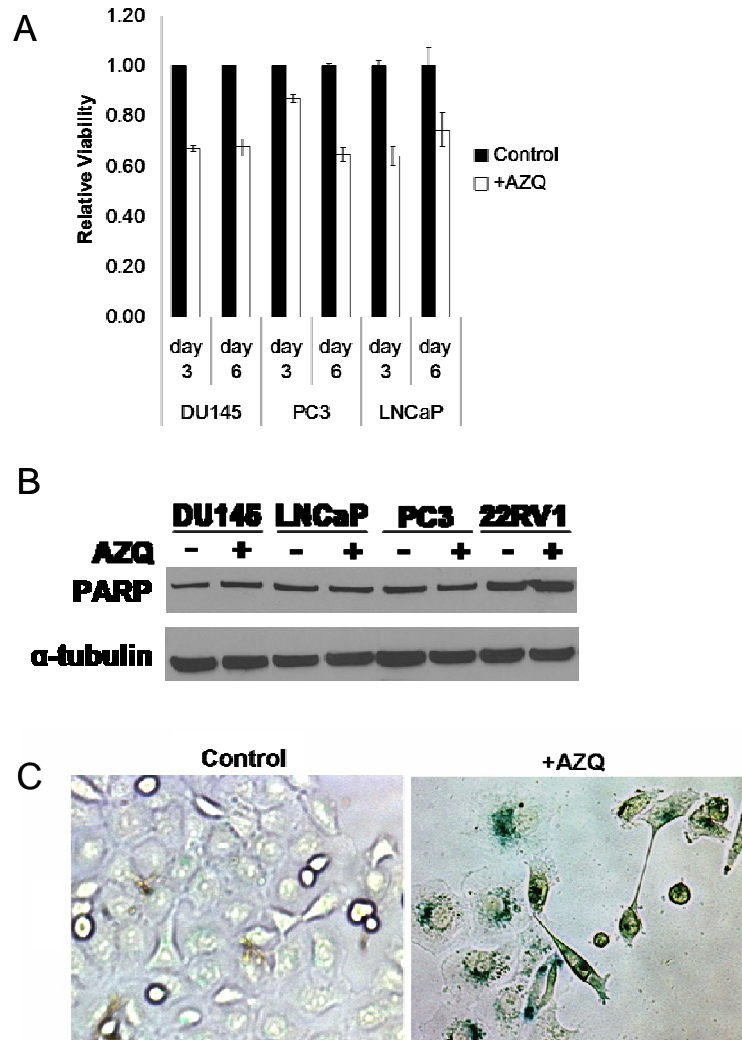 A
1.20
1.00
0.80
0.60
0.40
0.20
0.00
Relative Viability
Control
+AZQ
day 3 day 6 day 3 day 6 day 3 day 6
DU145 PC3 LNCaP
B
DU145 LNCaP PC3 22RV1
AZQ - + - + - + - +
PARP
α-tubulin
C
Control +AZQ